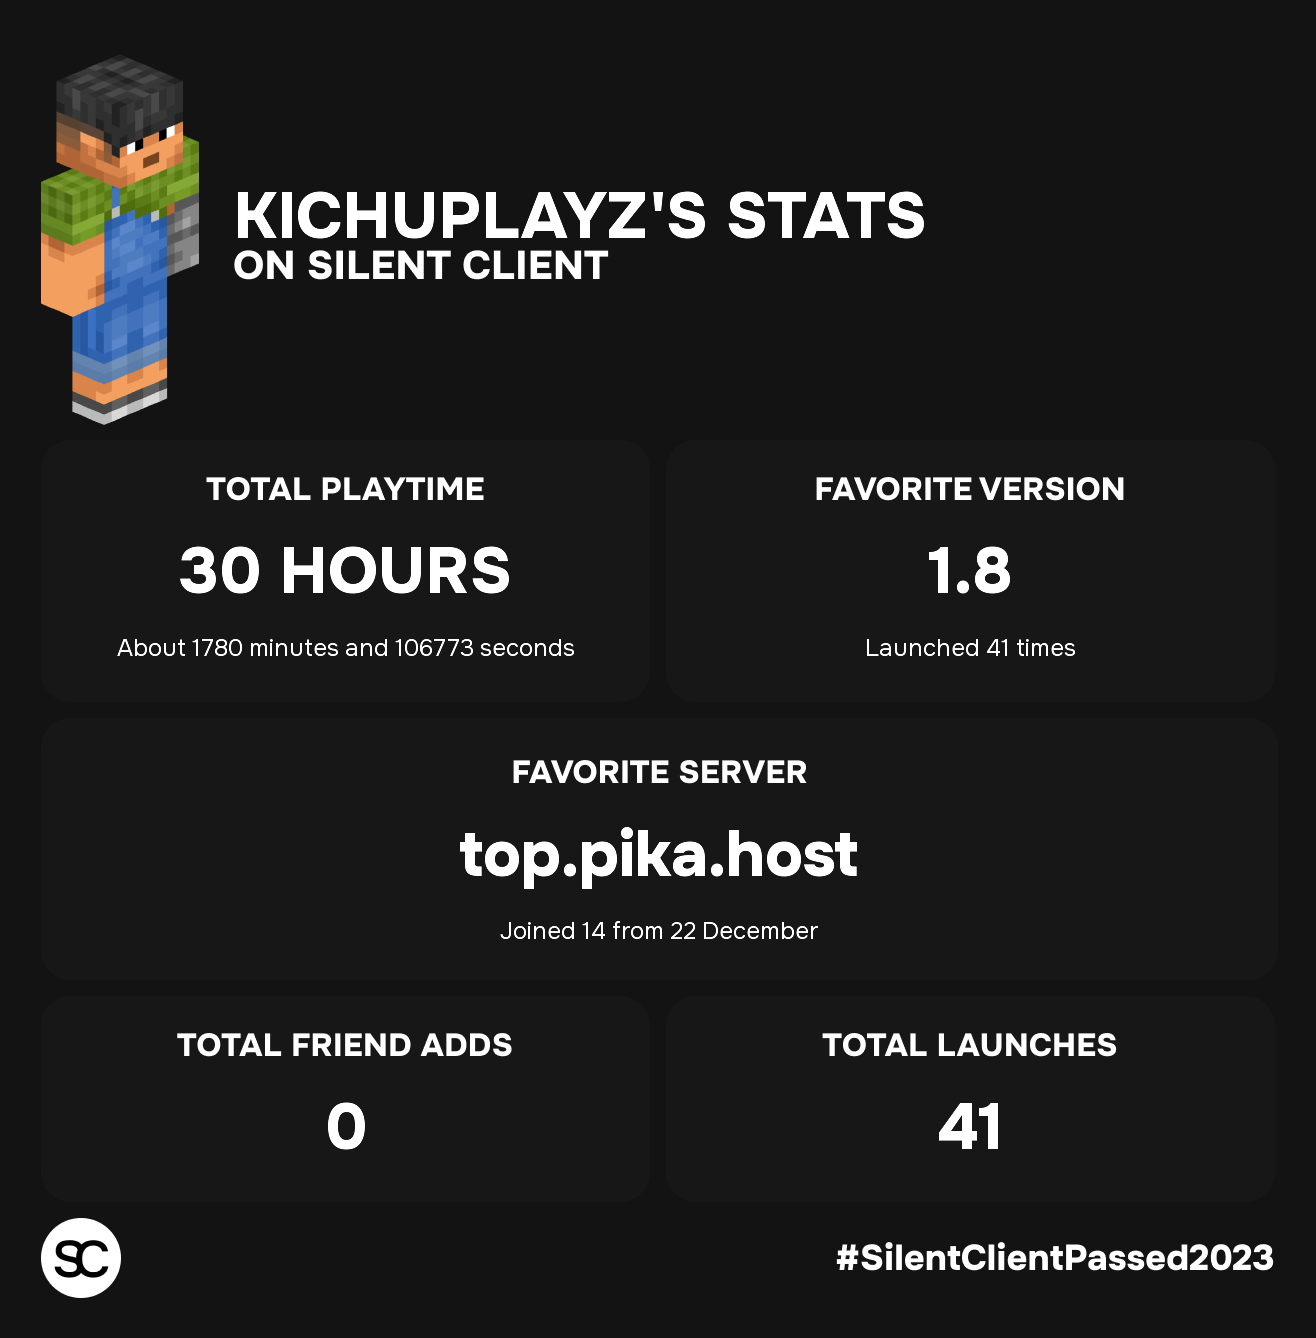 KICHUPLAYZ'S STATS
ON SILENT CLIENT
TOTAL PLAYTIME
30 HOURS
About 1780 minutes and 106773 seconds
FAVORITE VERSION
1.8
Launched 41 times
FAVORITE SERVER
top.pika.host
Joined 14 from 22 December
TOTAL FRIEND ADDS
0
TOTAL LAUNCHES
41
SC
#SilentClientPassed2023